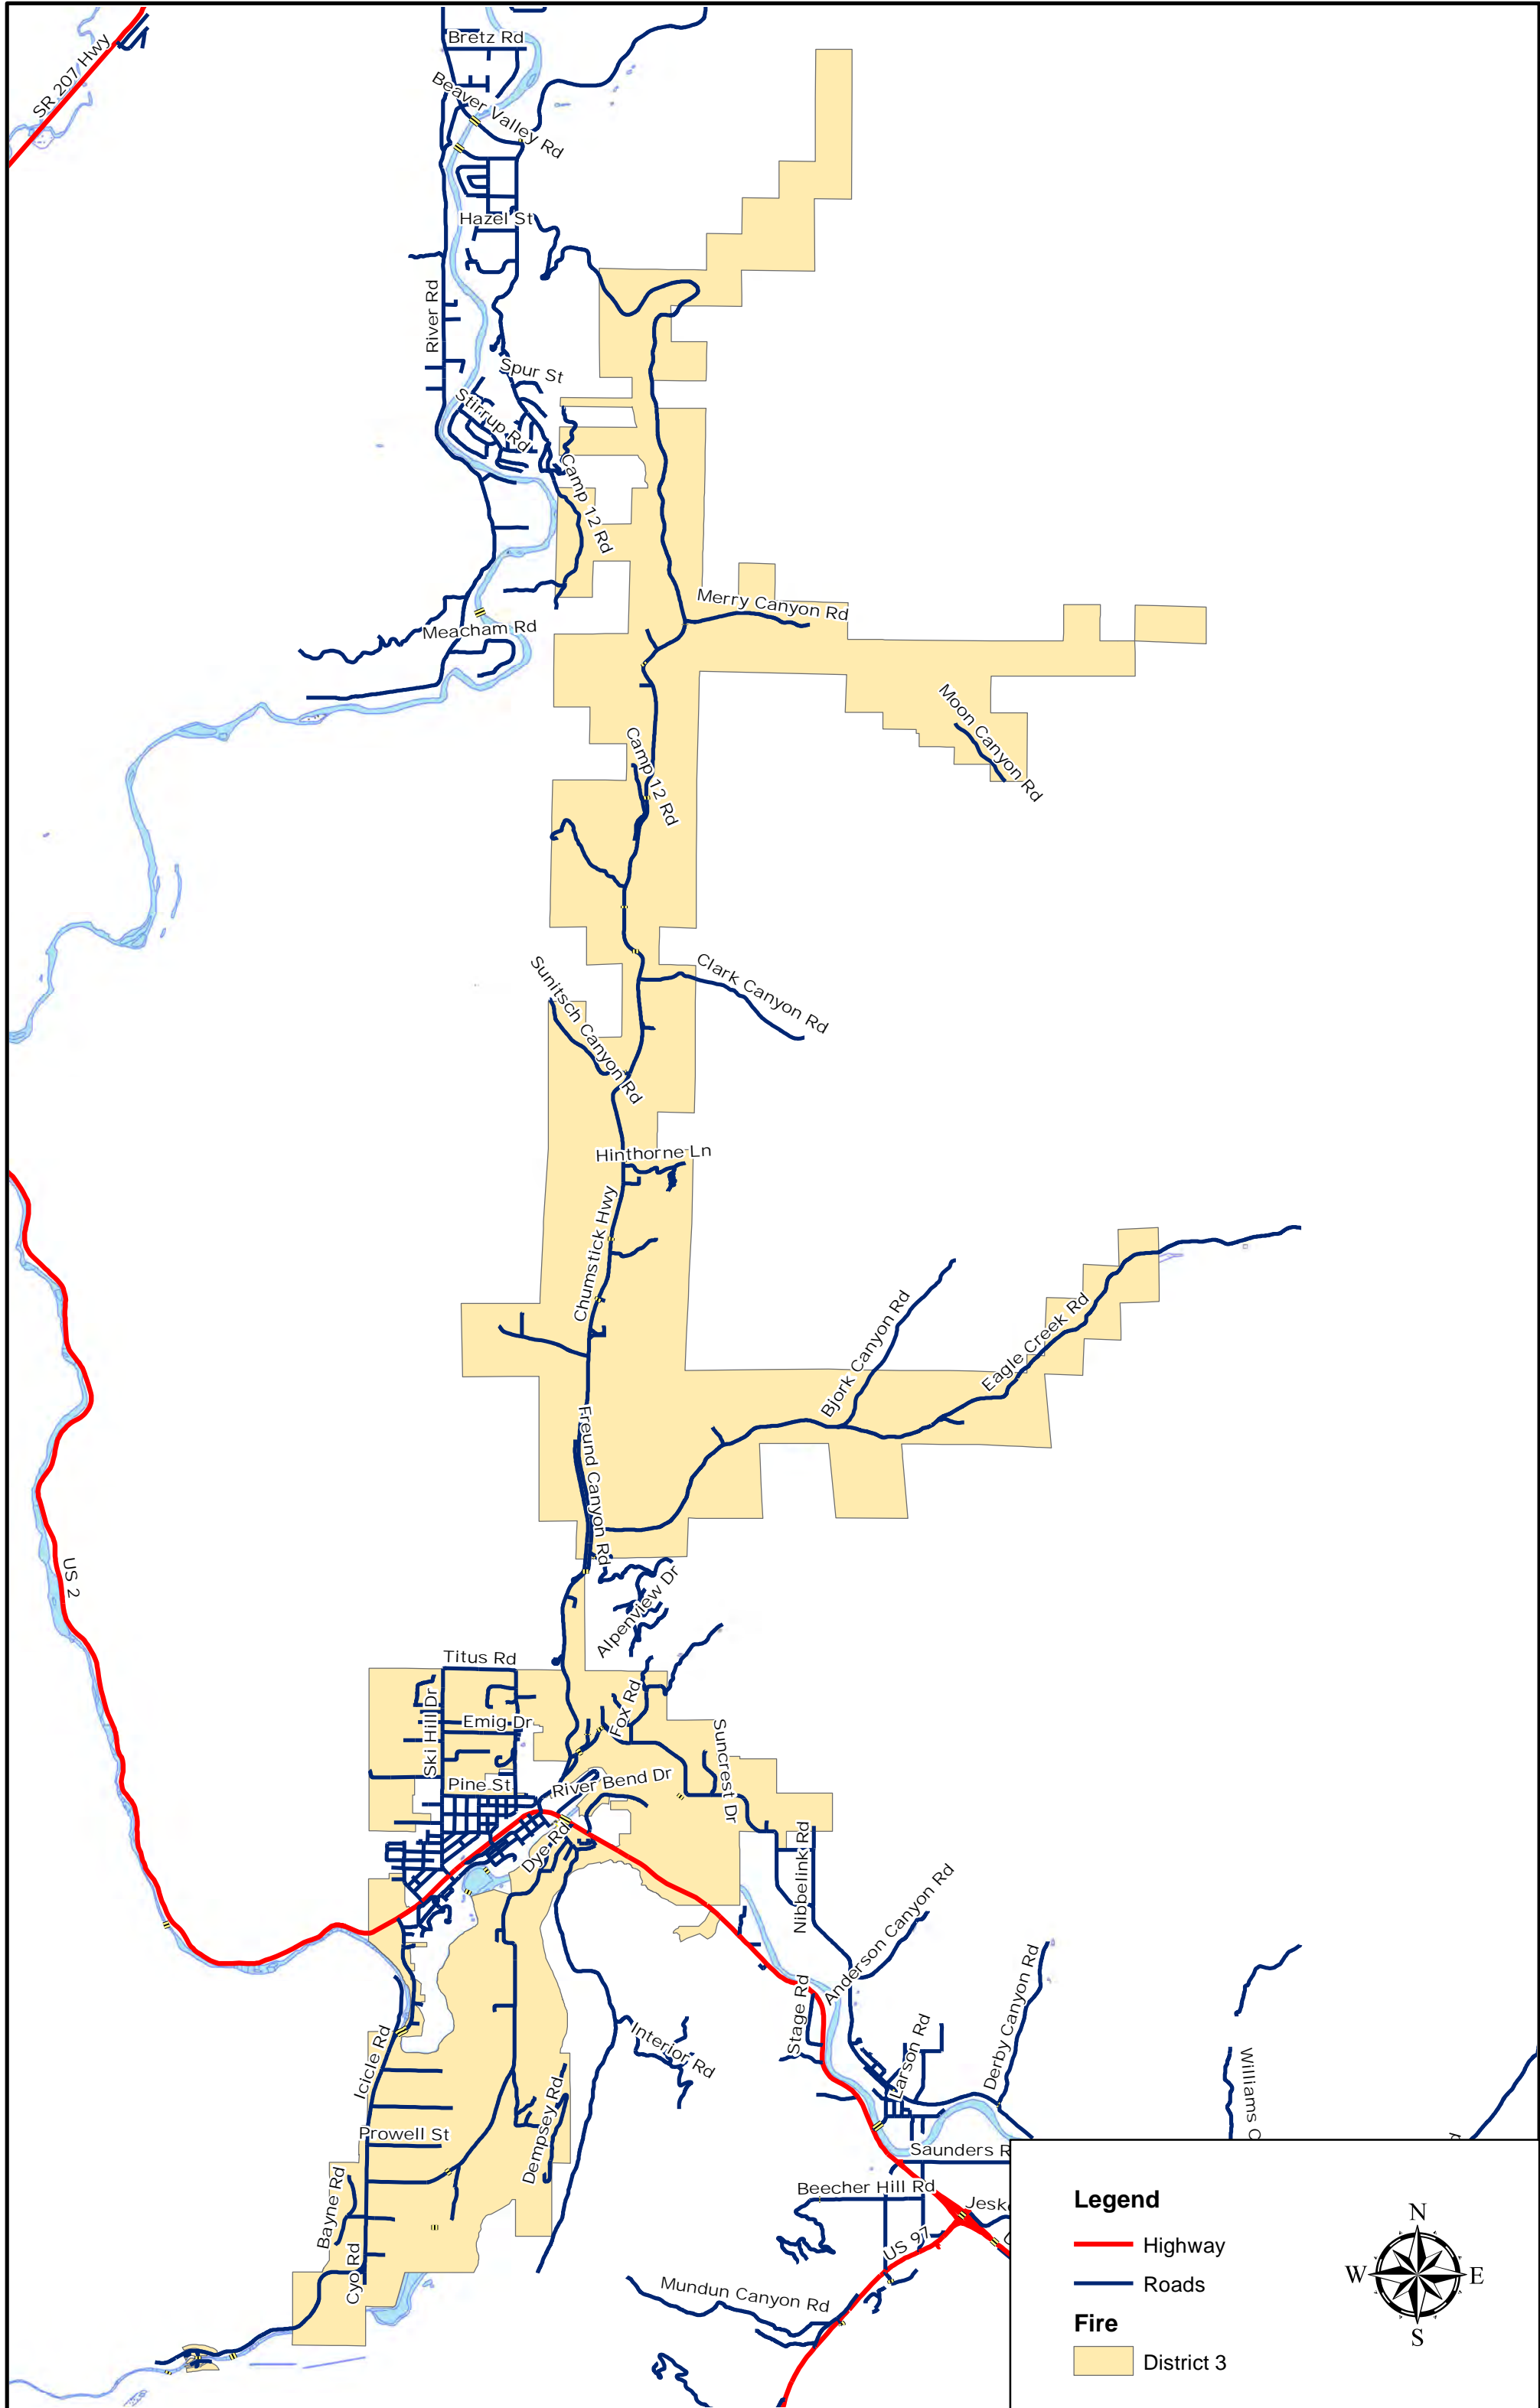 Bretz Rd
SR 207 Hwy
Beaver Valley Rd
Hazel St
River Rd
Spur St
Stirrup Rd
Camp 12 Rd
Merry Canyon Rd
Meacham Rd
Moon Canyon Rd
Camp 12 Rd
Clark Canyon Rd
Sunitsch Canyon Rd
Hinthorne Ln
Chumstick Hwy
Bjork Canyon Rd
Eagle Creek Rd
Freund Canyon Rd
US 2
Alpenview Dr
Titus Rd
Ski Hill Dr
Emig Dr
Fox Rd
Suncrest Dr
Pine St
River Bend Dr
Dye Rd
Nibbelink Rd
Anderson Canyon Rd
Stage Rd
Derby Canyon Rd
Larson Rd
Interior Rd
Icicle Rd
Williams C
Dempsey Rd
Prowell St
Saunders R
Bayne Rd
Beecher Hill Rd
Jesk
US 97
Cyo Rd
Mundun Canyon Rd
Legend
Highway
Roads
Fire
District 3
N
W E
S